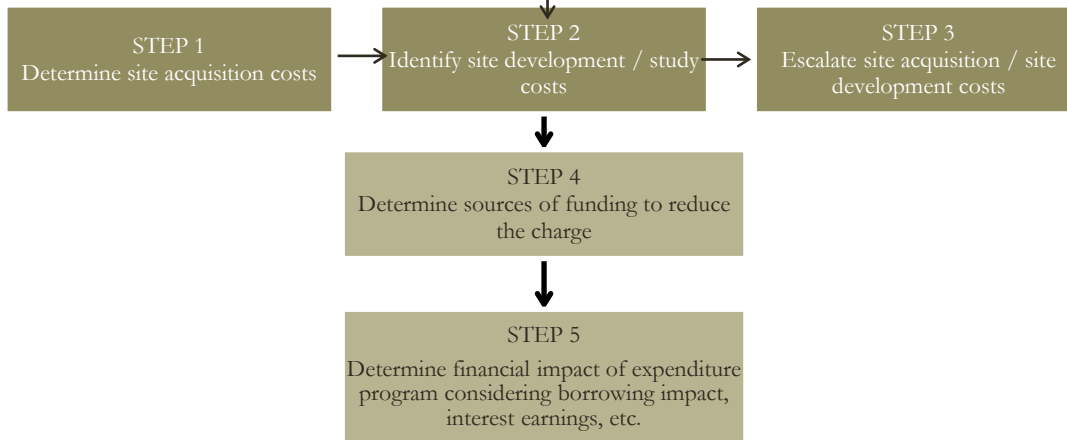 STEP 1
Determine site acquisition costs
STEP 2
Identify site development / study
costs
STEP 3
Escalate site acquisition / site
development costs
STEP 4
Determine sources of funding to reduce
the charge
STEP 5
Determine financial impact of expenditure
program considering borrowing impact,
interest earnings, etc.